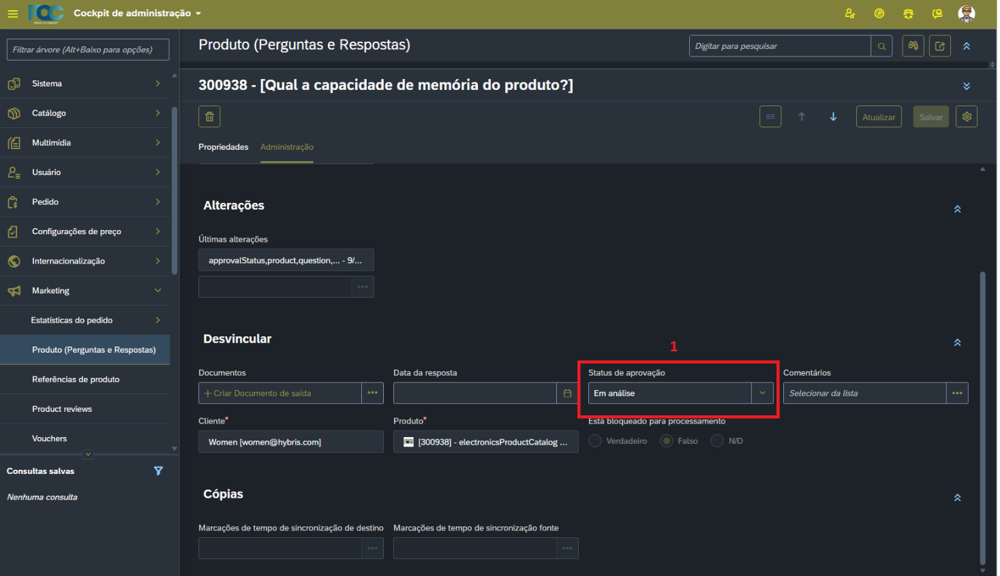 POC
PROOF OF CONCEPT
Cockpit de administração
Filtrar árvore (Alt+Baixo para opções)
Sistema
Catálogo
Multimídia
Usuário
Pedido
Configurações de preço
Internacionalização
Marketing
Estatísticas do pedido
Produto (Perguntas e Respostas)
Referências de produto
Product reviews
Vouchers
Consultas salvas
Nenhuma consulta
Produto (Perguntas e Respostas)
Digitar para pesquisar
300938 - [Qual a capacidade de memória do produto?]
Atualizar
Salvar
Propriedades
Administração
Alterações
Últimas alterações
approvalStatus,product,question,... - 9/...
Desvincular
1
Documentos
Data da resposta
Status de aprovação
Comentários
+ Criar Documento de saída
Em análise
Selecionar da lista
Cliente*
Produto*
Está bloqueado para processamento
Women [women@hybris.com]
[300938] - electronicsProductCatalog ...
Verdadeiro
Falso
N/D
Cópias
Marcações de tempo de sincronização de destino
Marcações de tempo de sincronização fonte